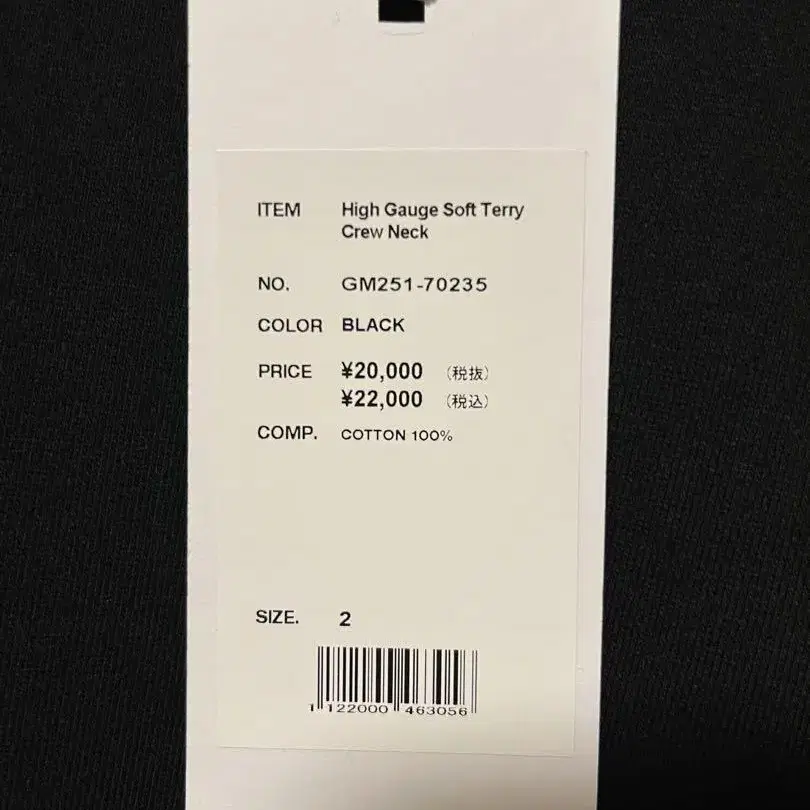 ITEM High Gauge Soft Terry
Crew Neck
NO. GM251-70235
COLOR BLACK
PRICE ¥20,000 (税抜)
¥22,000 (税込)
COMP. COTTON 100%
SIZE. 2
1 122000 463056